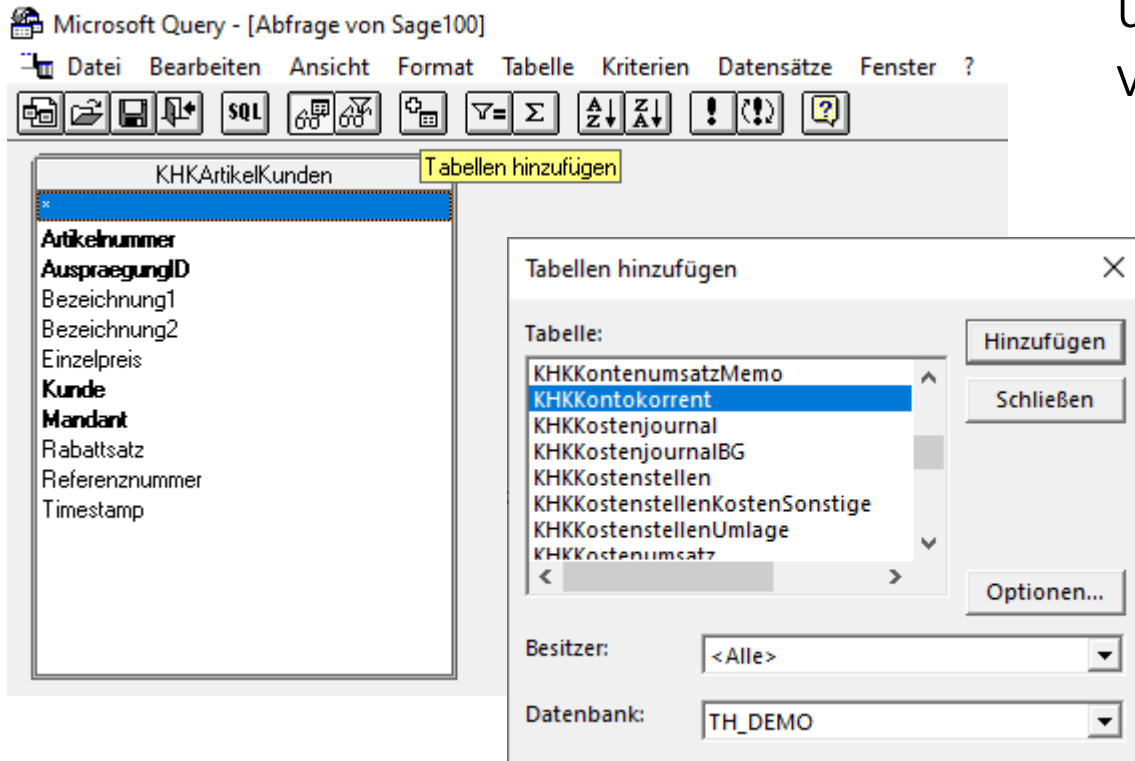 Microsoft Query - [Abfrage von Sage100]
Datei Bearbeiten Ansicht Format Tabelle Kriterien Datensätze Fenster ?
SQL
Tabellen hinzufügen
KHKArtikelKunden
*
Artikelnummer
AuspraegungID
Bezeichnung1
Bezeichnung2
Einzelpreis
Kunde
Mandant
Rabattsatz
Referenznummer
Timestamp
Tabellen hinzufügen
Tabelle:
KHKKontenumsatzMemo
KHKKontokorrent
KHKKostenjournal
KHKKostenjournalBG
KHKKostenstellen
KHKKostenstellenKostenSonstige
KHKKostenstellenUmlage
KHKKostenumsatz
Hinzufügen
Schließen
Optionen...
Besitzer:
<Alle>
Datenbank:
TH_DEMO